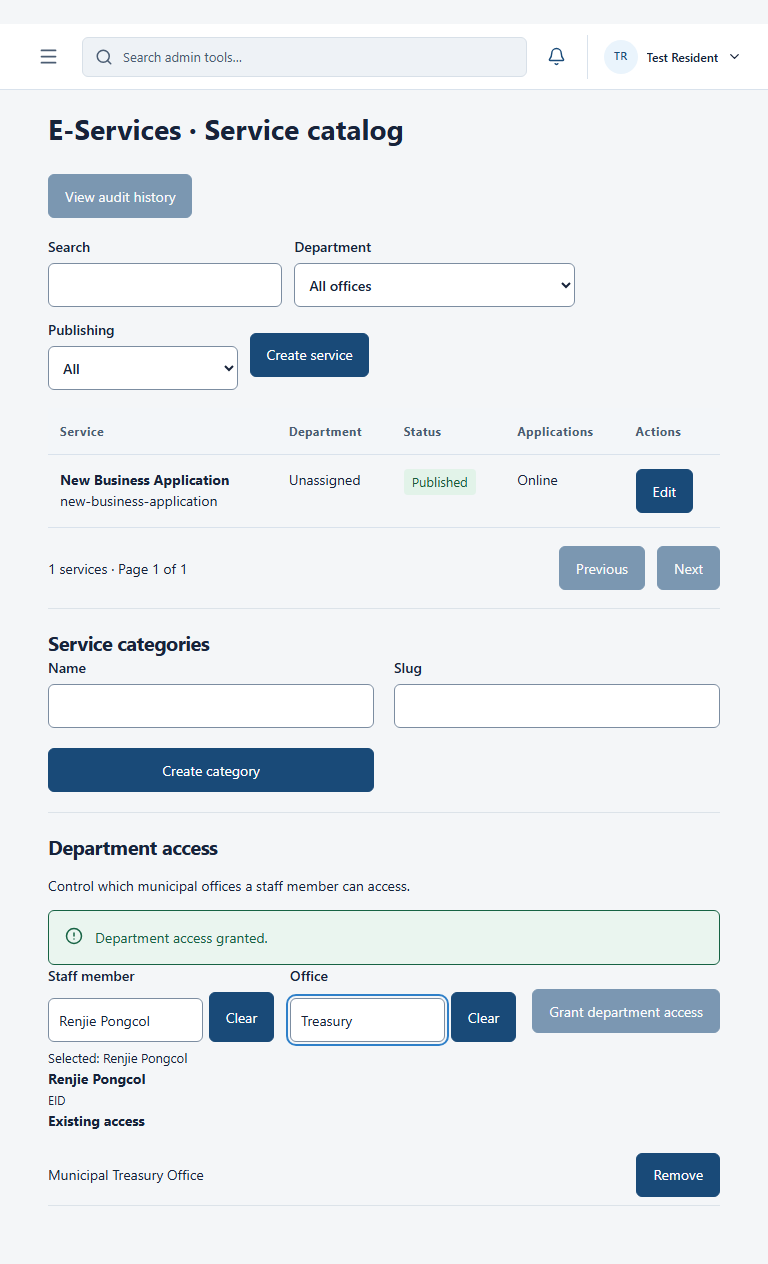 Search admin tools...
TR
Test Resident
E-Services · Service catalog
View audit history
Search
Department
All offices
Publishing
All
Create service
Service Department Status Applications Actions
New Business Application Unassigned Published Online Edit
new-business-application
1 services · Page 1 of 1
Previous
Next
Service categories
Name
Slug
Create category
Department access
Control which municipal offices a staff member can access.
Department access granted.
Staff member
Office
Renjie Pongcol
Clear
Treasury
Clear
Grant department access
Selected: Renjie Pongcol
Renjie Pongcol
EID
Existing access
Municipal Treasury Office
Remove